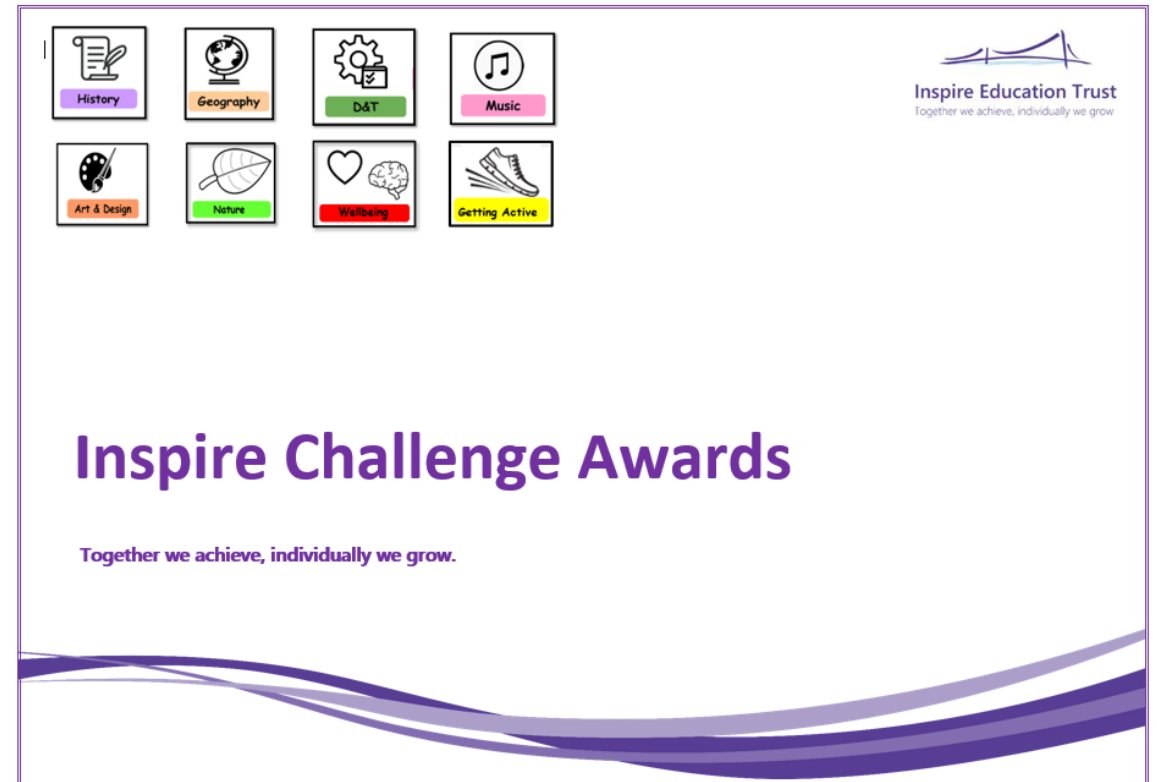 History
Geography
D&T
Music
Inspire Education Trust
Together we achieve, individually we grow
Art & Design
Nature
Wellbeing
Getting Active
Inspire Challenge Awards
Together we achieve, individually we grow.